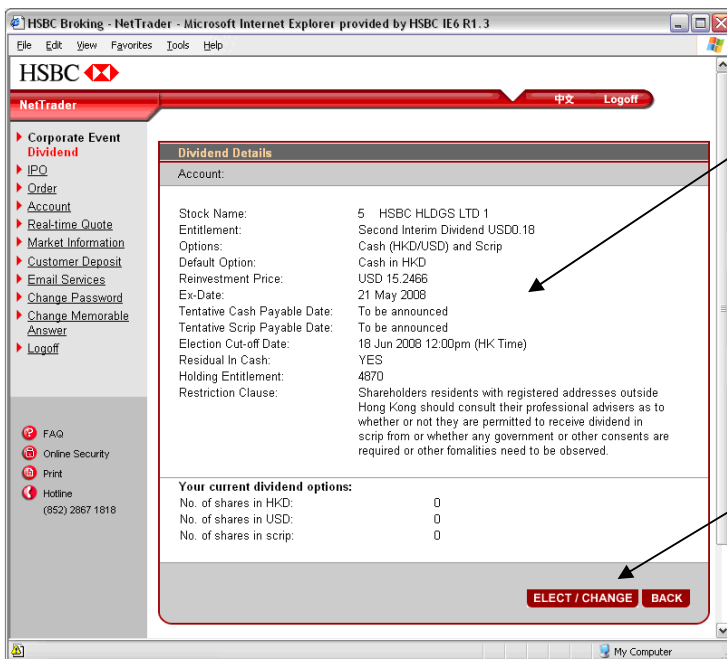 HSBC Broking - NetTrader - Microsoft Internet Explorer provided by HSBC IE6 R1.3
File Edit View Favorites Tools Help
HSBC
NetTrader
中文 Logoff
Corporate Event
Dividend
IPO
Order
Account
Real-time Quote
Market Information
Customer Deposit
Email Services
Change Password
Change Memorable
Answer
Logoff
FAQ
Online Security
Print
Hotline
(852) 2867 1818
Dividend Details
Account:
Stock Name: 5 HSBC HLDGS LTD 1
Entitlement: Second Interim Dividend USD0.18
Options: Cash (HKD/USD) and Scrip
Default Option: Cash in HKD
Reinvestment Price: USD 15.2466
Ex-Date: 21 May 2008
Tentative Cash Payable Date: To be announced
Tentative Scrip Payable Date: To be announced
Election Cut-off Date: 18 Jun 2008 12:00pm (HK Time)
Residual In Cash: YES
Holding Entitlement: 4870
Restriction Clause: Shareholders residents with registered addresses outside
Hong Kong should consult their professional advisers as to
whether or not they are permitted to receive dividend in
scrip from or whether any government or other consents are
required or other fomalities need to be observed.
Your current dividend options:
No. of shares in HKD: 0
No. of shares in USD: 0
No. of shares in scrip: 0
ELECT / CHANGE BACK
My Computer